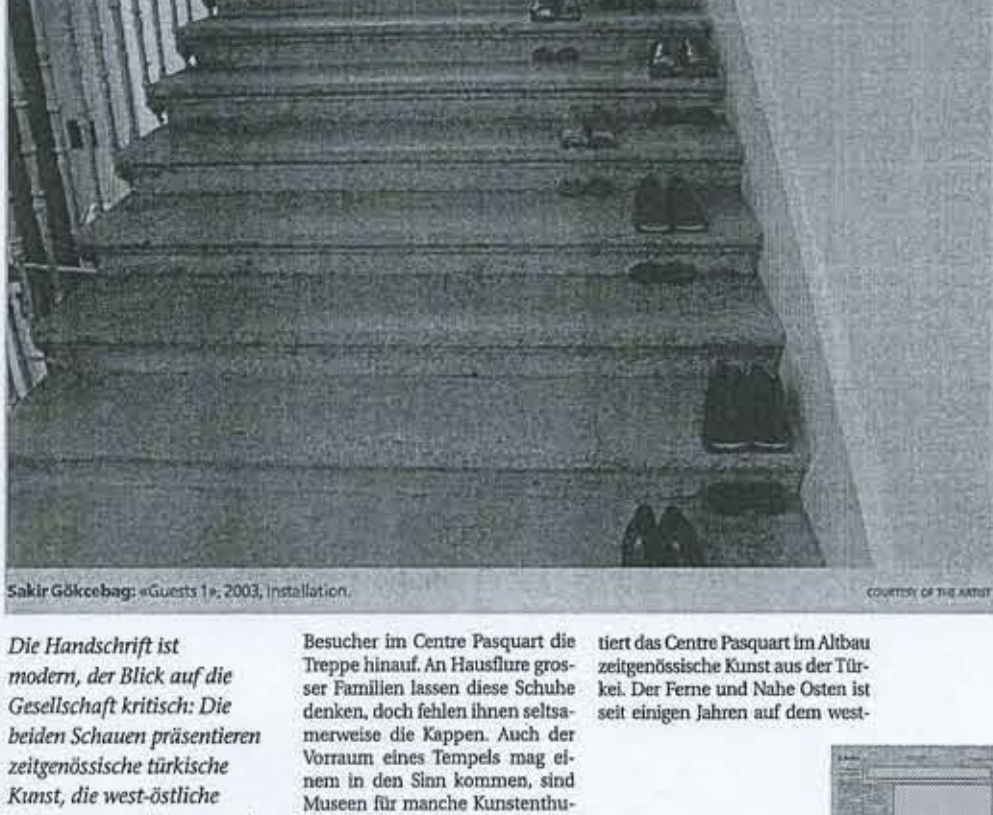 Sakir Gökcebag: «Guests 1», 2003, Installation.
COURTESY OF THE ARTIST
Die Handschrift ist
modern, der Blick auf die
Gesellschaft kritisch: Die
beiden Schauen präsentieren
zeitgenössische türkische
Kunst, die west-östliche
Besucher im Centre Pasquart die
Treppe hinauf. An Hausflure gros-
ser Familien lassen diese Schuhe
denken, doch fehlen ihnen seltsa-
merweise die Kappen. Auch der
Vorraum eines Tempels mag ei-
nem in den Sinn kommen, sind
Museen für manche Kunstenthu-
tiert das Centre Pasquart im Altbau
zeitgenössische Kunst aus der Tür-
kei. Der Ferne und Nahe Osten ist
seit einigen Jahren auf dem west-